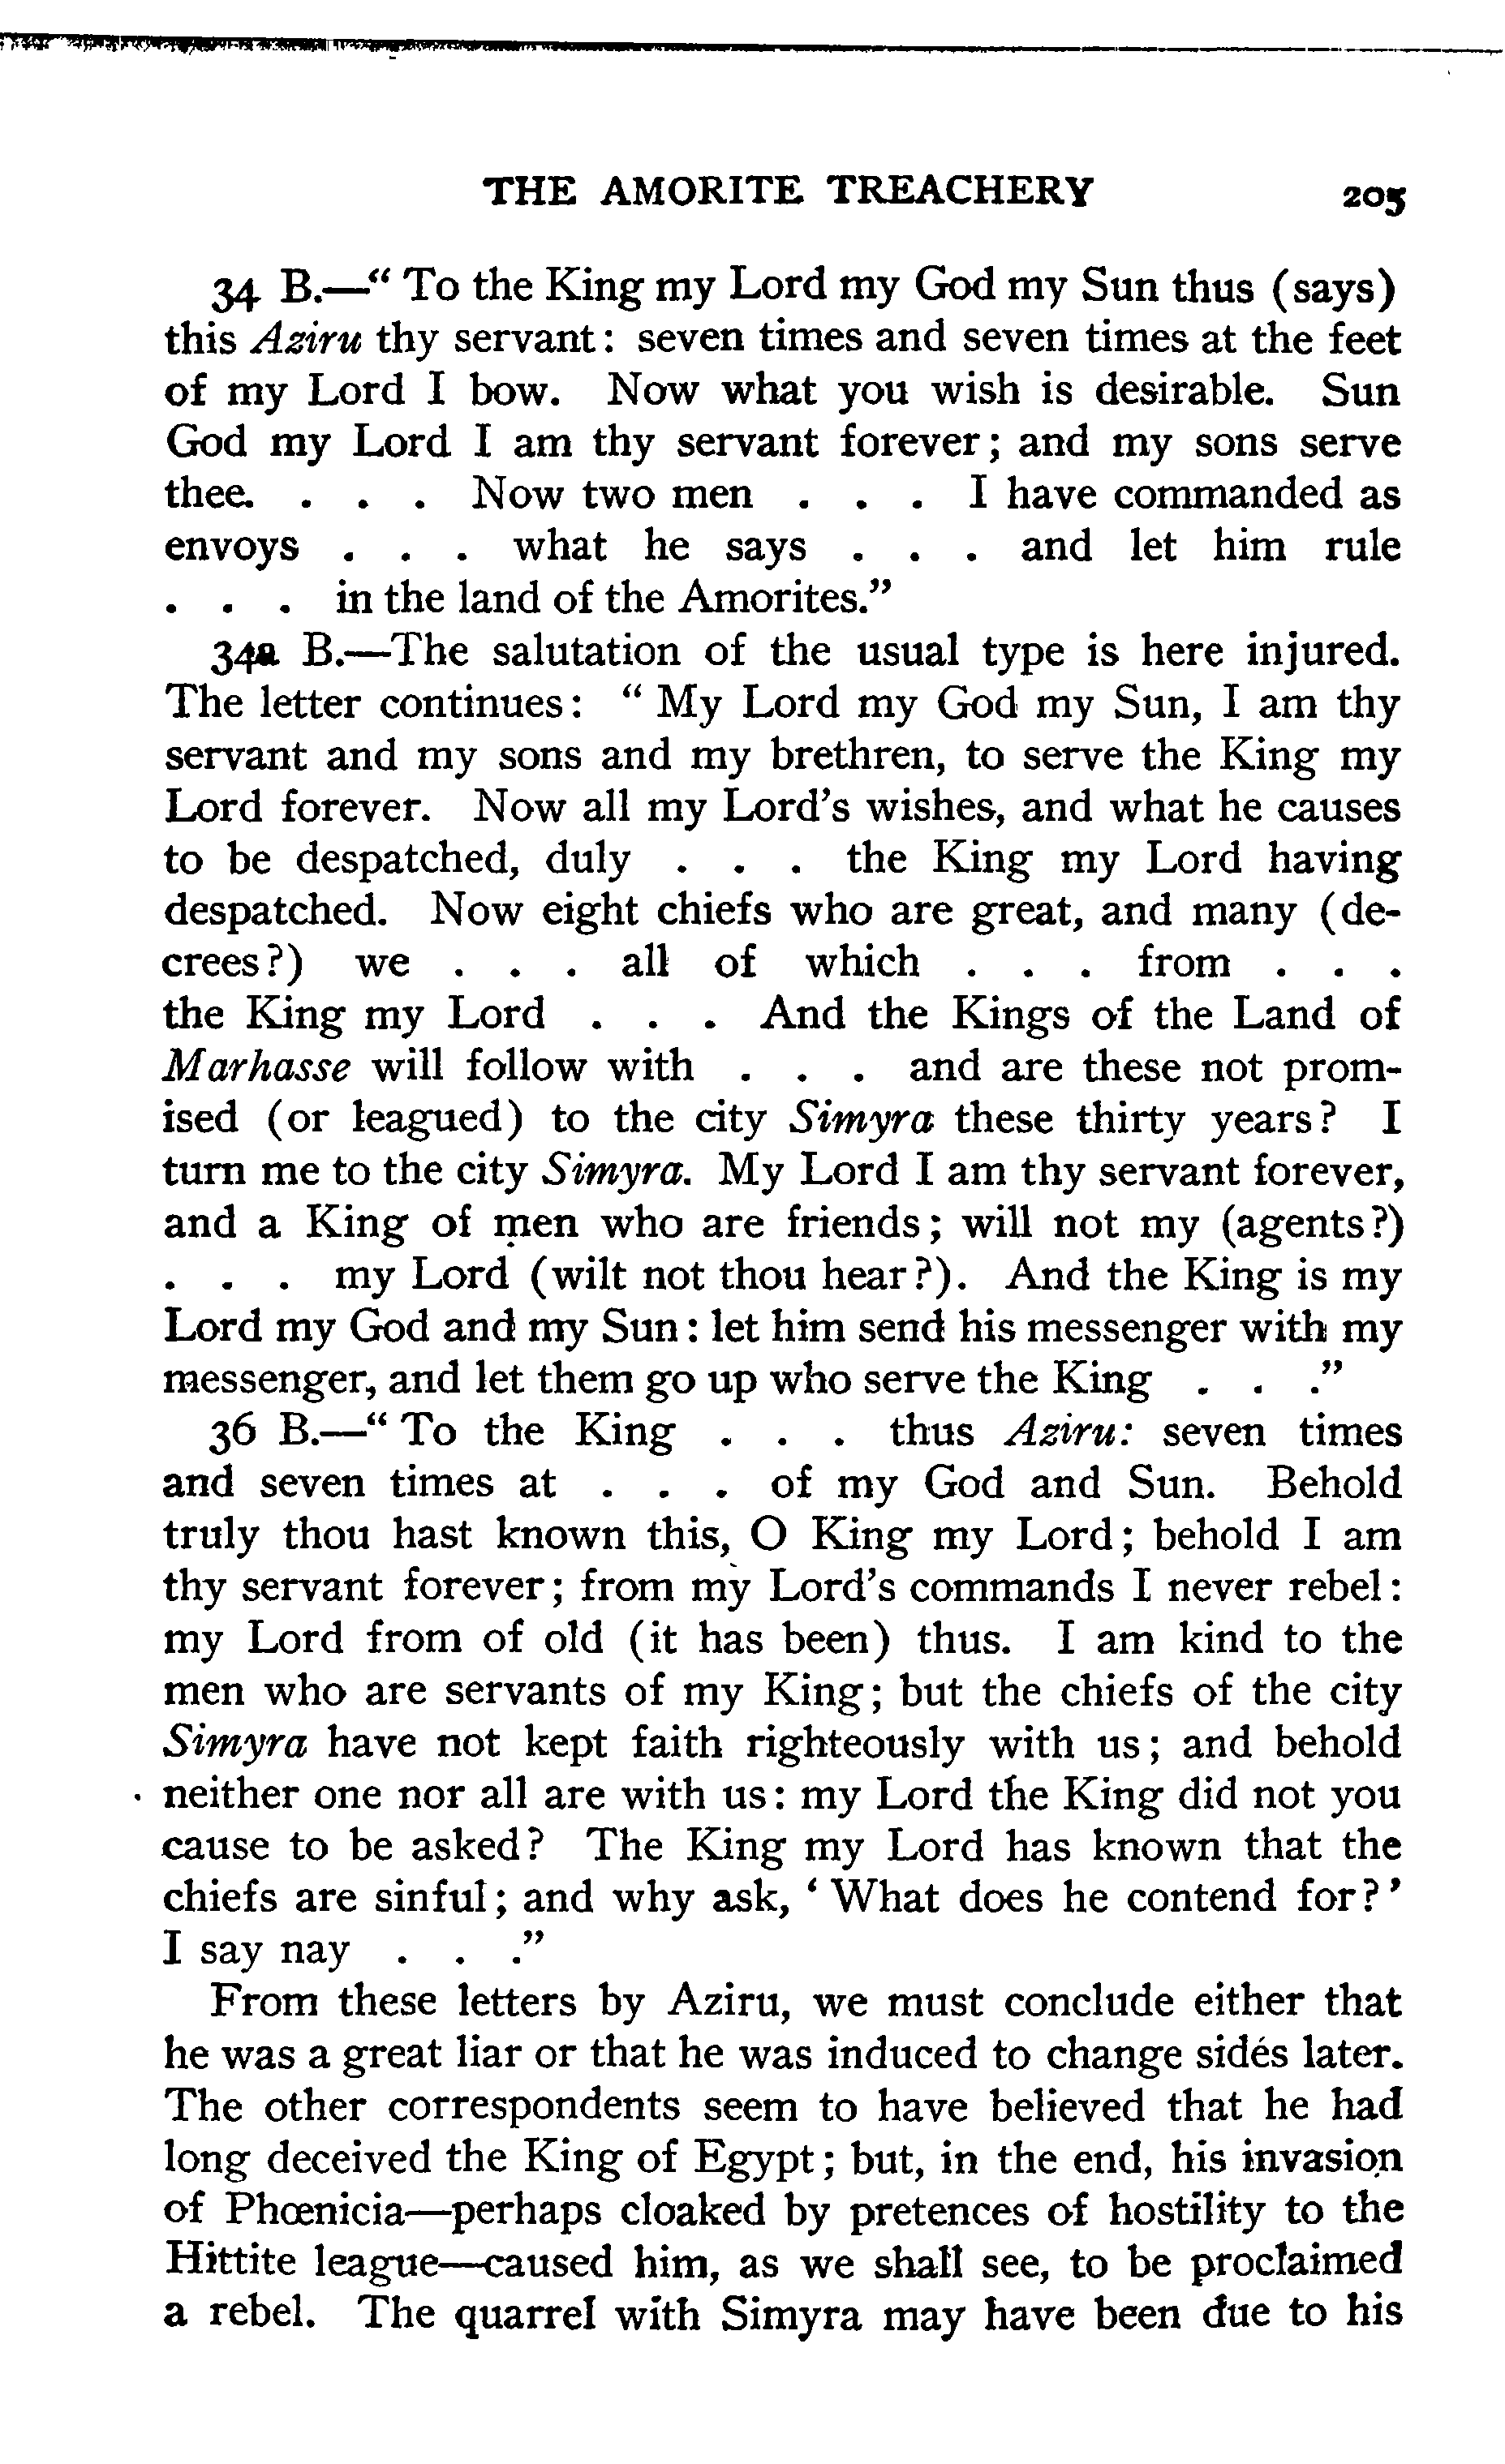 THE AMORITE TREACHERY 205
34 B.—“ To the King my Lord my God my Sun thus (says)
this Aziru thy servant: seven times and seven times at the feet
of my Lord I bow. Now what you wish is desirable. Sun
God my Lord I am thy servant forever; and my sons serve
thee. . . . Now two men . . . I have commanded as
envoys . . . what he says . . . and let him rule
. . . in the land of the Amorites.”
34a B.—The salutation of the usual type is here injured.
The letter continues: “ My Lord my God my Sun, I am thy
servant and my sons and my brethren, to serve the King my
Lord forever. Now all my Lord’s wishes, and what he causes
to be despatched, duly . . . the King my Lord having
despatched. Now eight chiefs who are great, and many (de-
crees?) we . . . all of which . . . from . . .
the King my Lord . . . And the Kings of the Land of
Marhasse will follow with . . . and are these not prom-
ised (or leagued) to the city Simyra these thirty years? I
turn me to the city Simyra. My Lord I am thy servant forever,
and a King of men who are friends; will not my (agents?)
. . . my Lord (wilt not thou hear?). And the King is my
Lord my God and my Sun: let him send his messenger with my
messenger, and let them go up who serve the King . . .”
36 B.—“ To the King . . . thus Aziru: seven times
and seven times at . . . of my God and Sun. Behold
truly thou hast known this, O King my Lord; behold I am
thy servant forever; from my Lord’s commands I never rebel:
my Lord from of old (it has been) thus. I am kind to the
men who are servants of my King; but the chiefs of the city
Simyra have not kept faith righteously with us; and behold
neither one nor all are with us: my Lord the King did not you
cause to be asked? The King my Lord has known that the
chiefs are sinful; and why ask, ‘ What does he contend for?’
I say nay . . .”
From these letters by Aziru, we must conclude either that
he was a great liar or that he was induced to change sides later.
The other correspondents seem to have believed that he had
long deceived the King of Egypt; but, in the end, his invasion
of Phœnicia—perhaps cloaked by pretences of hostility to the
Hittite league—caused him, as we shall see, to be proclaimed
a rebel. The quarrel with Simyra may have been due to his